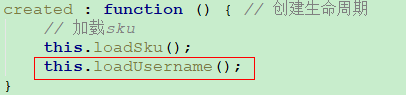 created : function () { // 创建生命周期
// 加载sku
this.loadSku();
this.loadUsername();
}